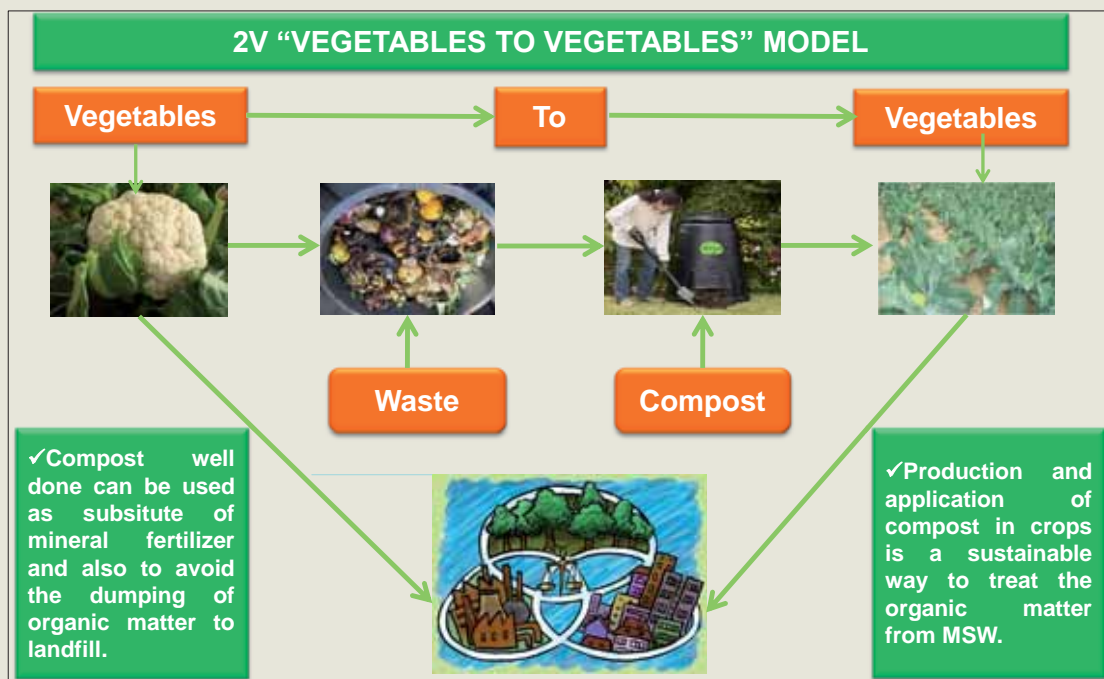 2V “VEGETABLES TO VEGETABLES” MODEL
Vegetables
To
Vegetables
Waste
Compost
✓Compost well
done can be used
as subsitute of
mineral fertilizer
and also to avoid
the dumping of
organic matter to
landfill.
✓Production and
application of
compost in crops
is a sustainable
way to treat the
organic matter
from MSW.